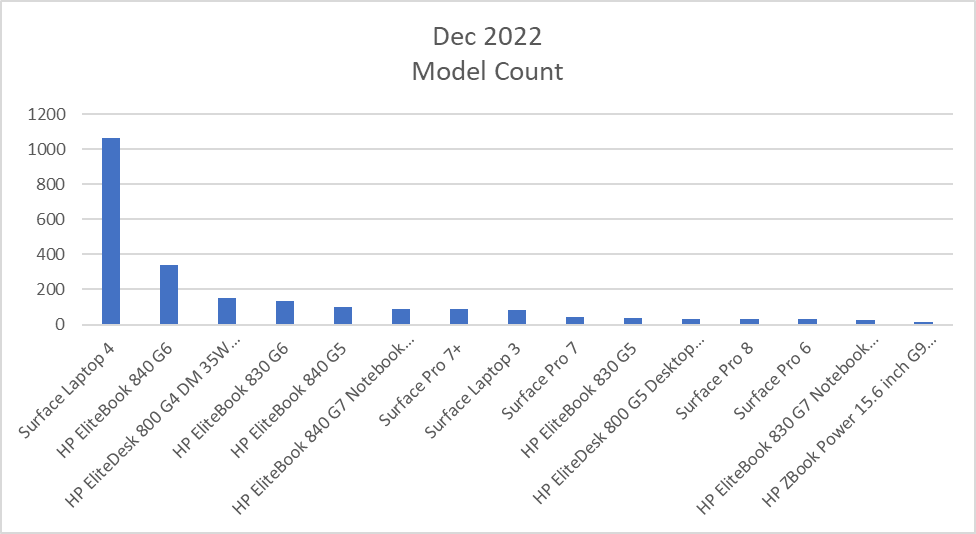 Dec 2022
Model Count
1200
1000
800
600
400
200
0
Surface Laptop 4
HP EliteBook 840 G6
HP EliteDesk 800 G4 DM 35W...
HP EliteBook 830 G6
HP EliteBook 840 G5
HP EliteBook 840 G7 Notebook...
Surface Pro 7+
Surface Laptop 3
Surface Pro 7
HP EliteBook 830 G5
HP EliteDesk 800 G5 Desktop...
Surface Pro 8
Surface Pro 6
HP EliteBook 830 G7 Notebook...
HP ZBook Power 15.6 inch G9...